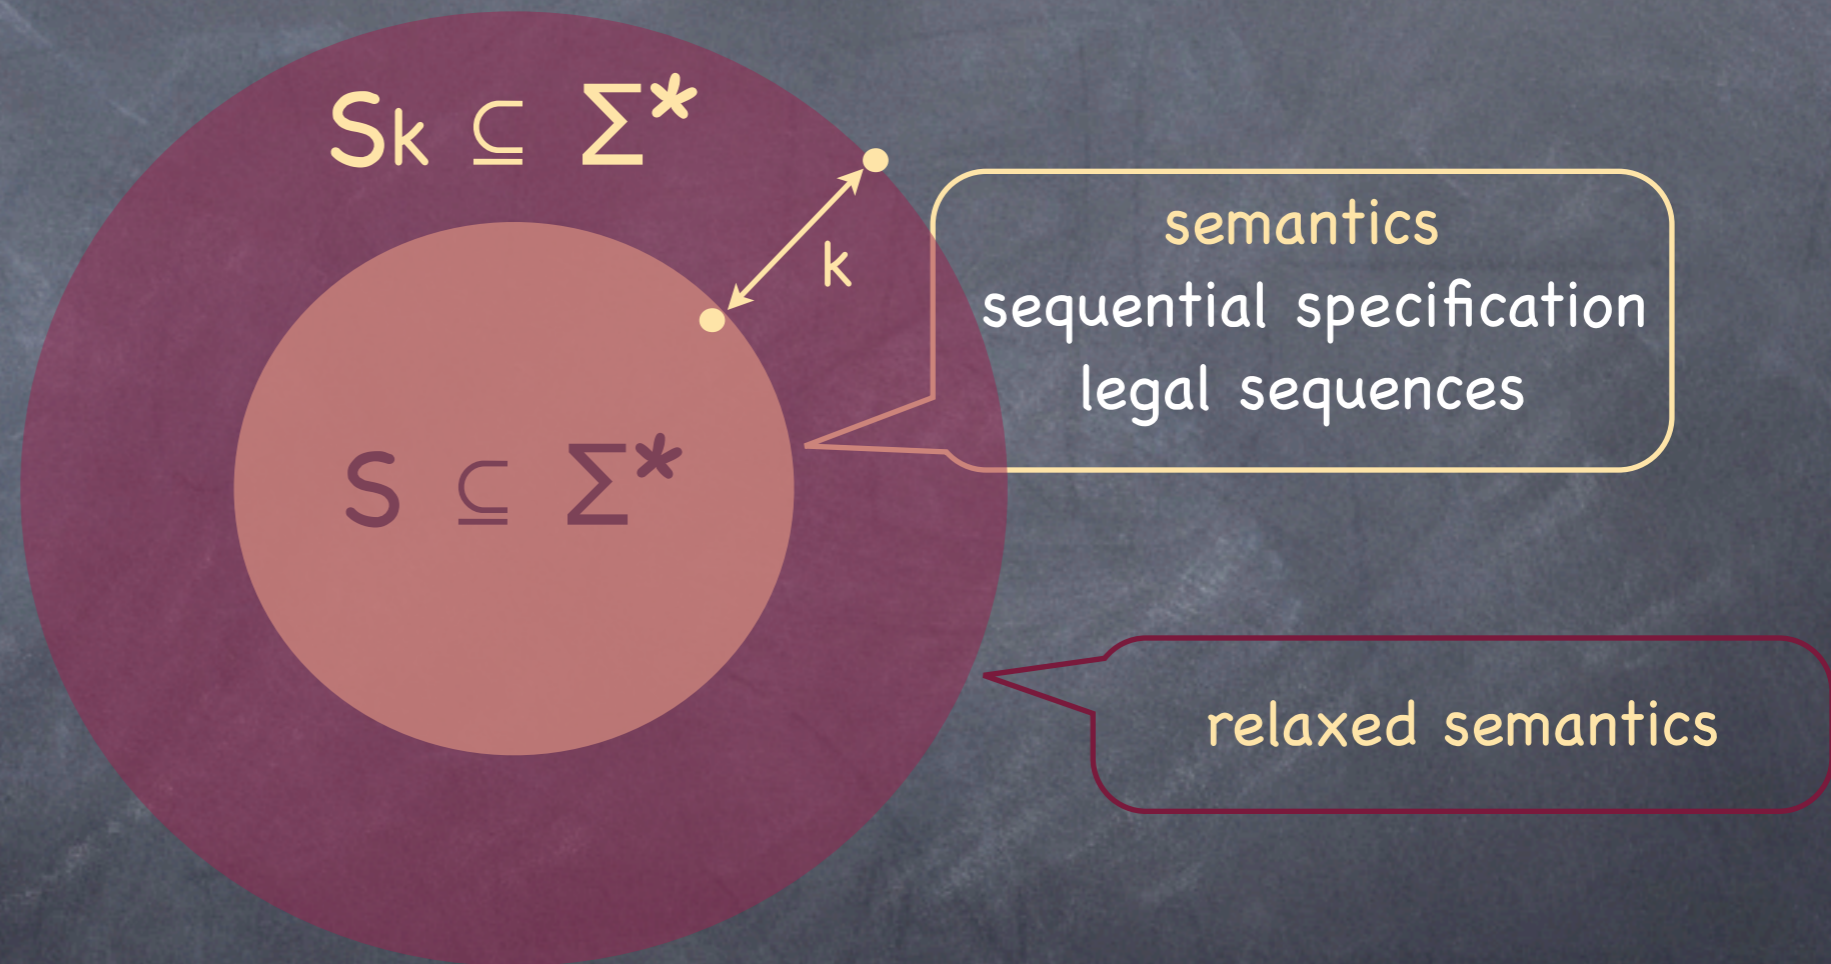 Sk ⊆ Σ*
k
semantics
sequential specification
legal sequences
S ⊆ Σ*
relaxed semantics